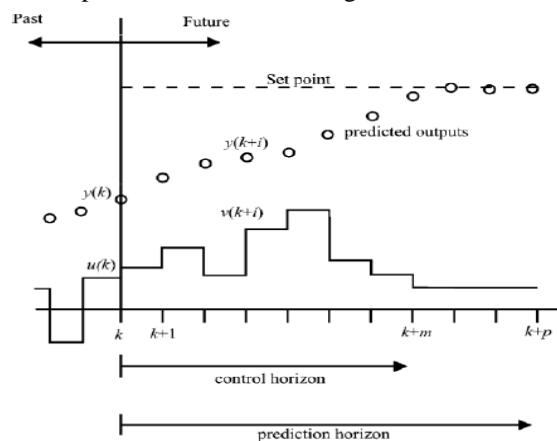 Past
Future
Set point
y(k+i)
predicted outputs
y(k)
v(k+i)
u(k)
k
k+1
k+m
k+p
control horizon
prediction horizon